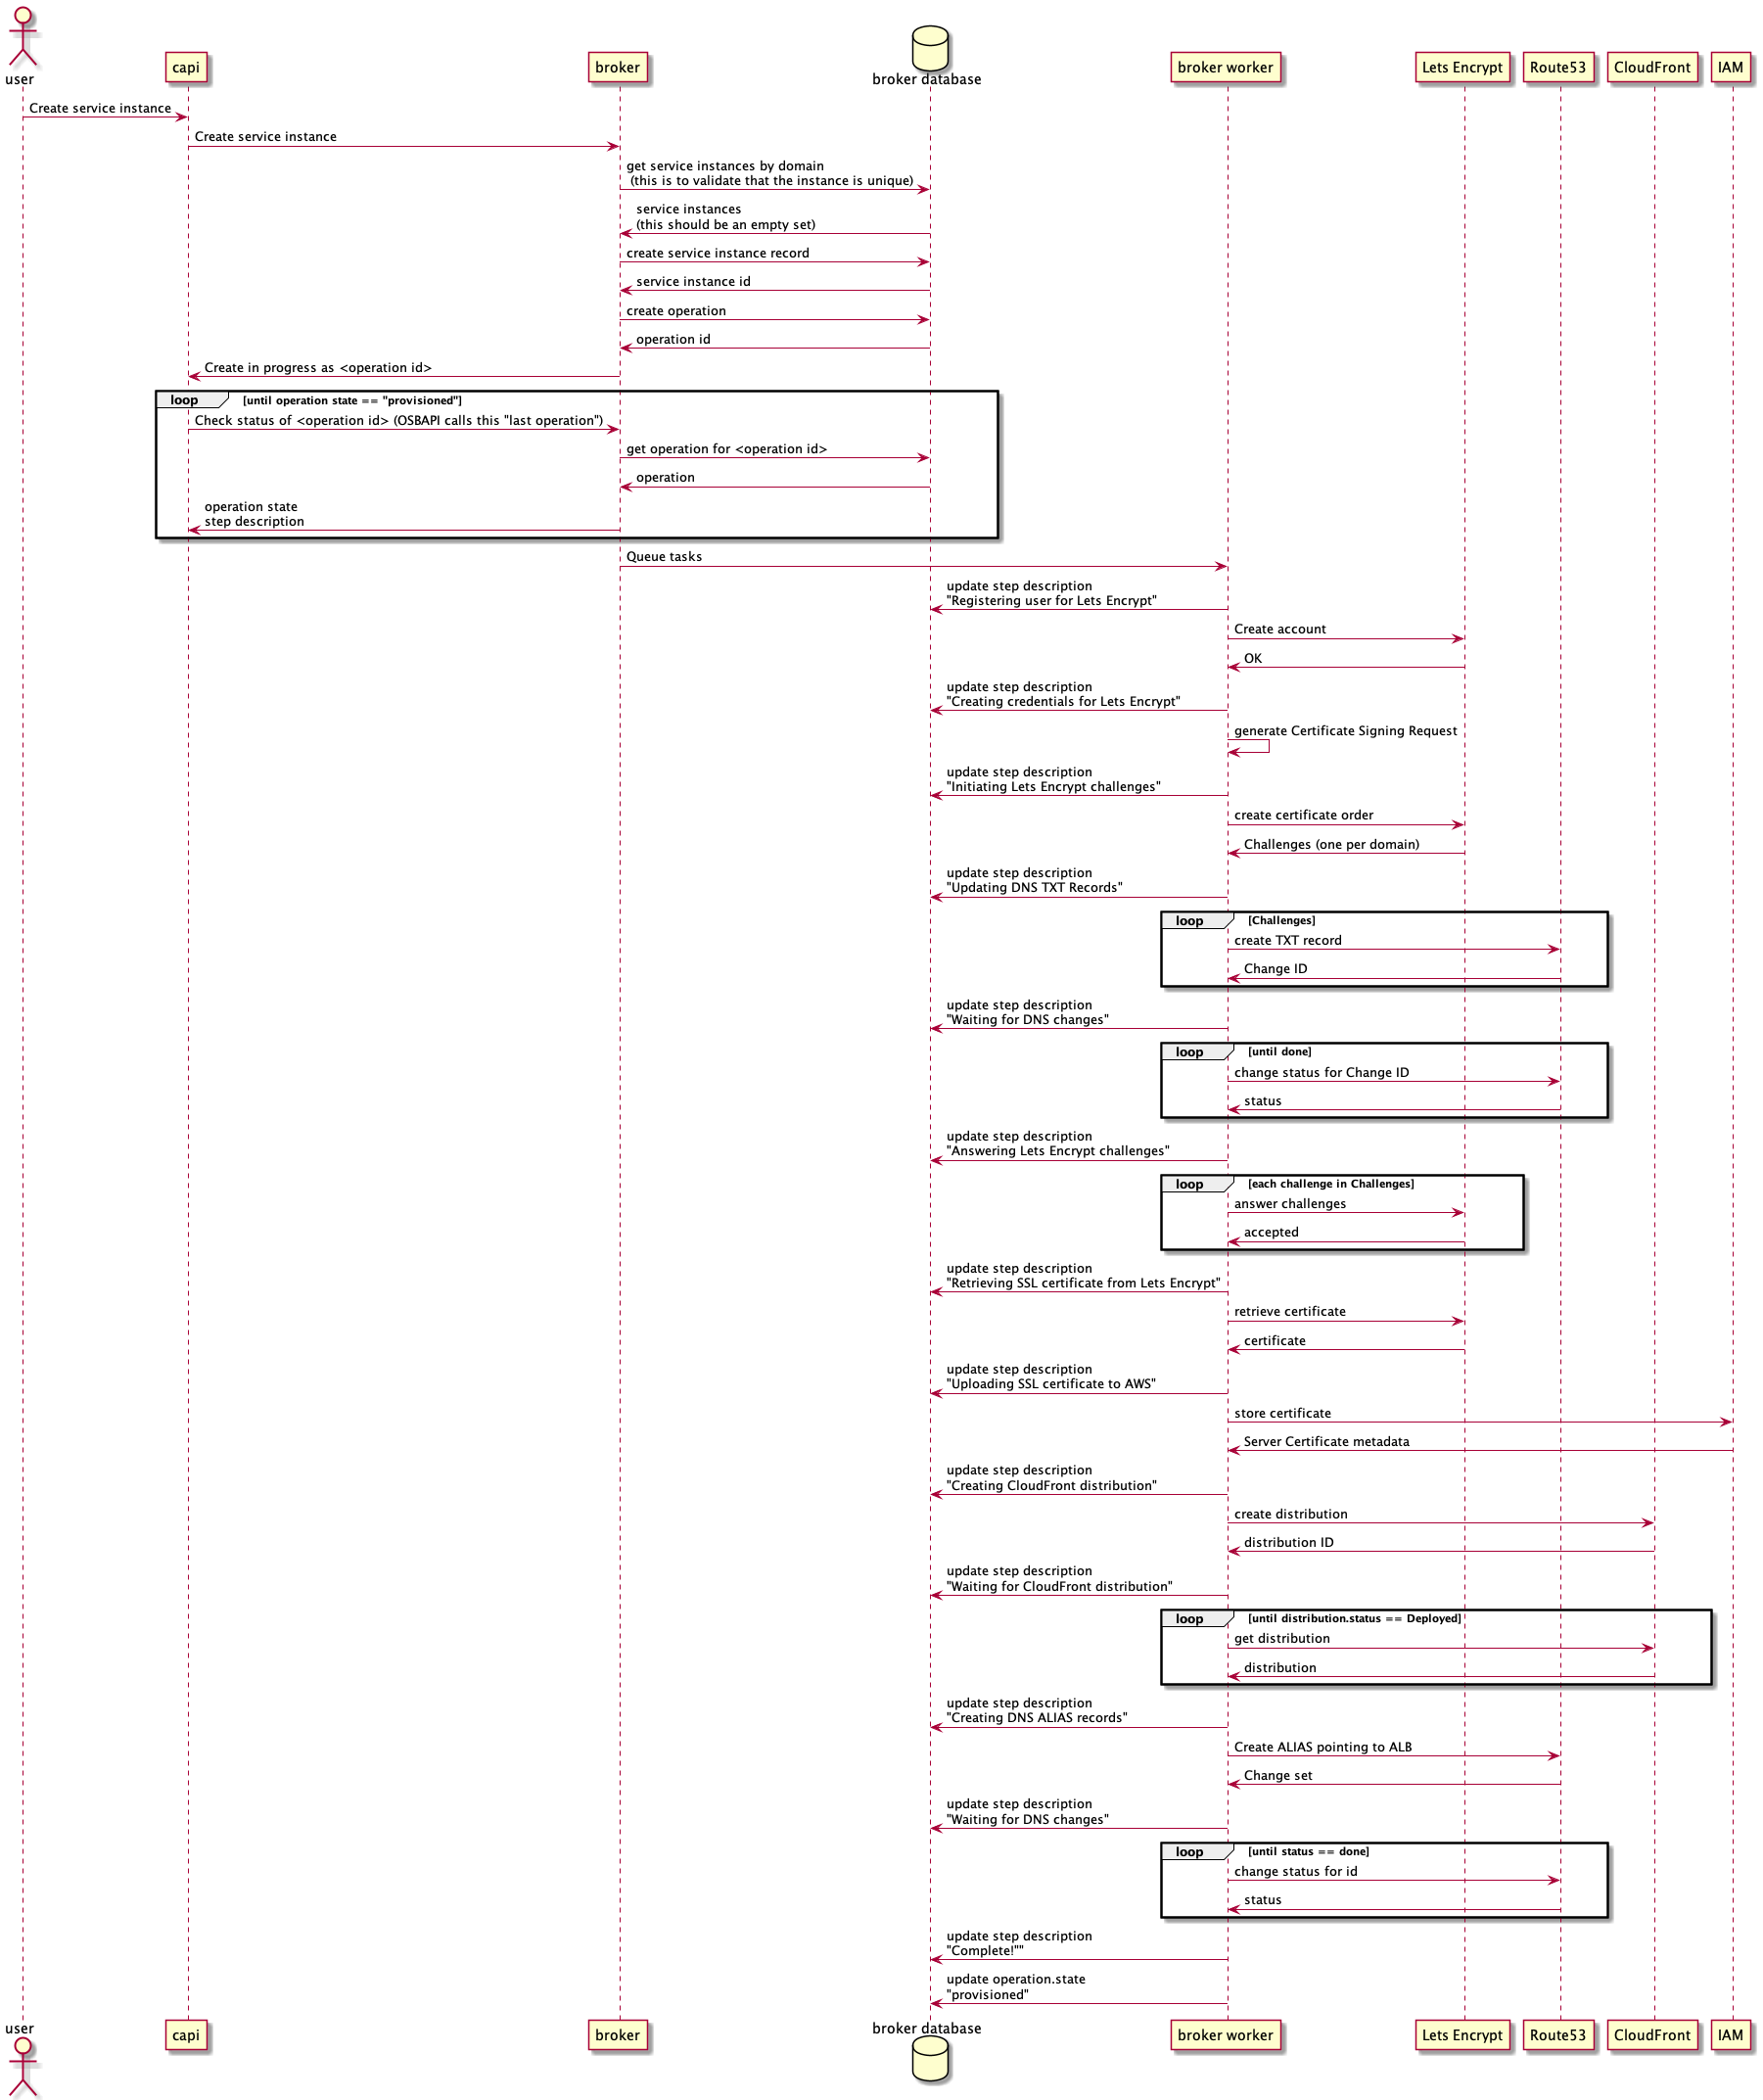 user
capi
broker
broker database
broker worker
Lets Encrypt
Route53
CloudFront
IAM
Create service instance
Create service instance
get service instances by domain
(this is to validate that the instance is unique)
service instances
(this should be an empty set)
create service instance record
service instance id
create operation
operation id
Create in progress as <operation id>
loop [until operation state == "provisioned"]
Check status of <operation id> (OSBAPI calls this "last operation")
get operation for <operation id>
operation
operation state
step description
Queue tasks
update step description
"Registering user for Lets Encrypt"
Create account
OK
update step description
"Creating credentials for Lets Encrypt"
generate Certificate Signing Request
update step description
"Initiating Lets Encrypt challenges"
create certificate order
Challenges (one per domain)
update step description
"Updating DNS TXT Records"
loop [Challenges]
create TXT record
Change ID
update step description
"Waiting for DNS changes"
loop [until done]
change status for Change ID
status
update step description
"Answering Lets Encrypt challenges"
loop [each challenge in Challenges]
answer challenges
accepted
update step description
"Retrieving SSL certificate from Lets Encrypt"
retrieve certificate
certificate
update step description
"Uploading SSL certificate to AWS"
store certificate
Server Certificate metadata
update step description
"Creating CloudFront distribution"
create distribution
distribution ID
update step description
"Waiting for CloudFront distribution"
loop [until distribution.status == Deployed]
get distribution
distribution
update step description
"Creating DNS ALIAS records"
Create ALIAS pointing to ALB
Change set
update step description
"Waiting for DNS changes"
loop [until status == done]
change status for id
status
update step description
"Complete!""
update operation.state
"provisioned"
user
capi
broker
broker database
broker worker
Lets Encrypt
Route53
CloudFront
IAM